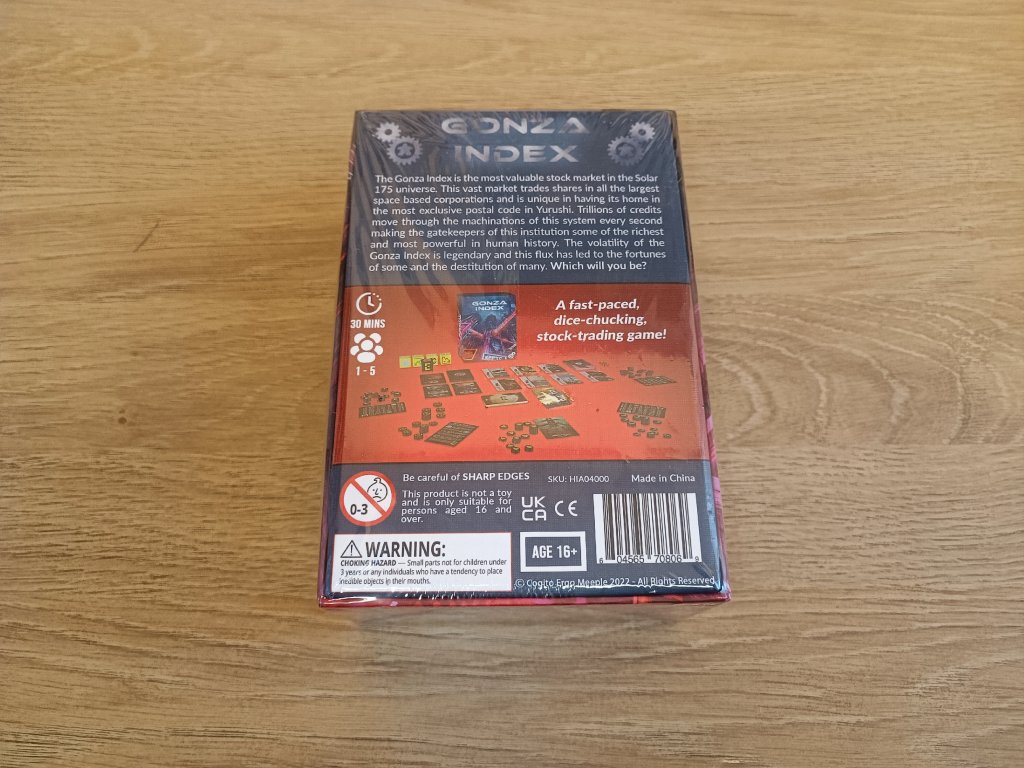 GONZA
INDEX
The Gonza Index is the most valuable stock market in the Solar
175 universe. This vast market trades shares in all the largest
space based corporations and is unique in having its home in
the most exclusive postal code in Yurushi. Trillions of credits
move through the machinations of this system every second
making the gatekeepers of this institution some of the richest
and most powerful in human history. The volatility of the
Gonza Index is legendary and this flux has led to the fortunes
of some and the destitution of many. Which will you be?
30 MINS
1 - 5
GONZA
INDEX
A fast-paced,
dice-chucking,
stock-trading game!
0-3
Be careful of SHARP EDGES
SKU: HIA04000
Made in China
This product is not a toy
and is only suitable for
persons aged 16 and
over.
UK
CA
CE
WARNING:
CHOKING HAZARD — Small parts not for children under
3 years or any individuals who have a tendency to place
inedible objects in their mouths.
AGE 16+
6 04565 70806 9
© Cogito Ergo Meeple 2022 - All Rights Reserved